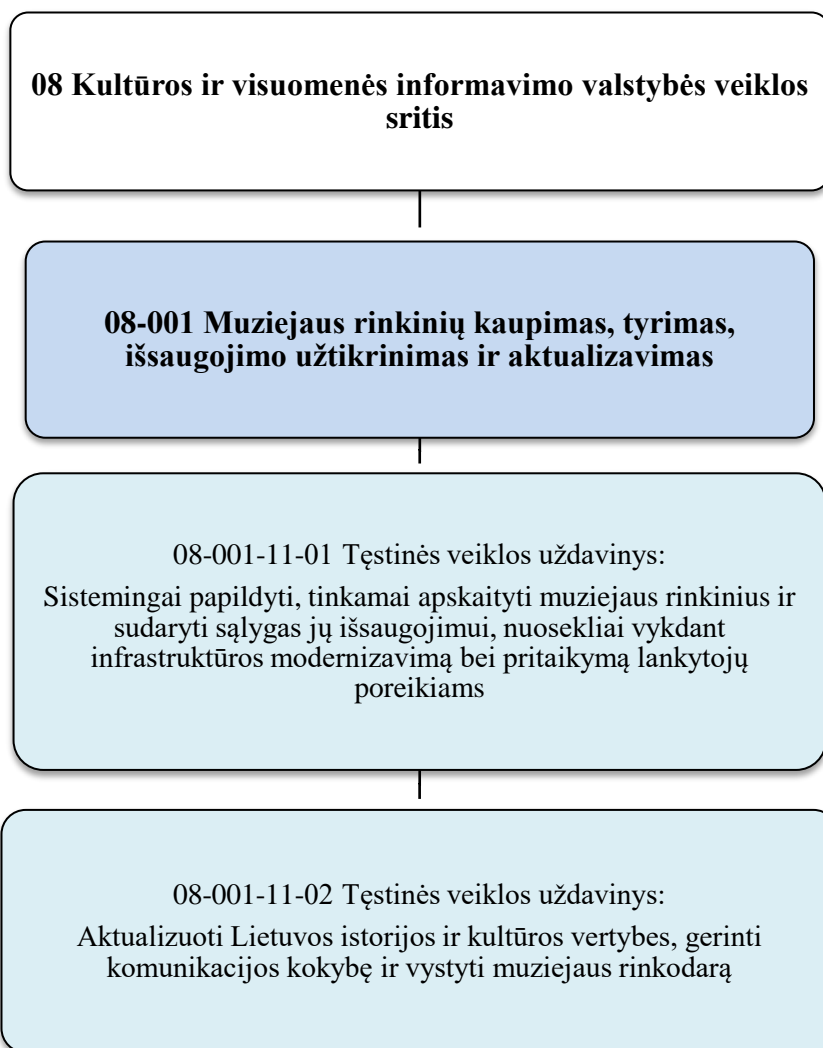 08 Kultūros ir visuomenės informavimo valstybės veiklos
sritis
08-001 Muziejaus rinkinių kaupimas, tyrimas,
išsaugojimo užtikrinimas ir aktualizavimas
08-001-11-01 Tęstinės veiklos uždavinys:
Sistemingai papildyti, tinkamai apskaityti muziejaus rinkinius ir
sudaryti sąlygas jų išsaugojimui, nuosekliai vykdant
infrastruktūros modernizavimą bei pritaikymą lankytojų
poreikiams
08-001-11-02 Tęstinės veiklos uždavinys:
Aktualizuoti Lietuvos istorijos ir kultūros vertybes, gerinti
komunikacijos kokybę ir vystyti muziejaus rinkodarą